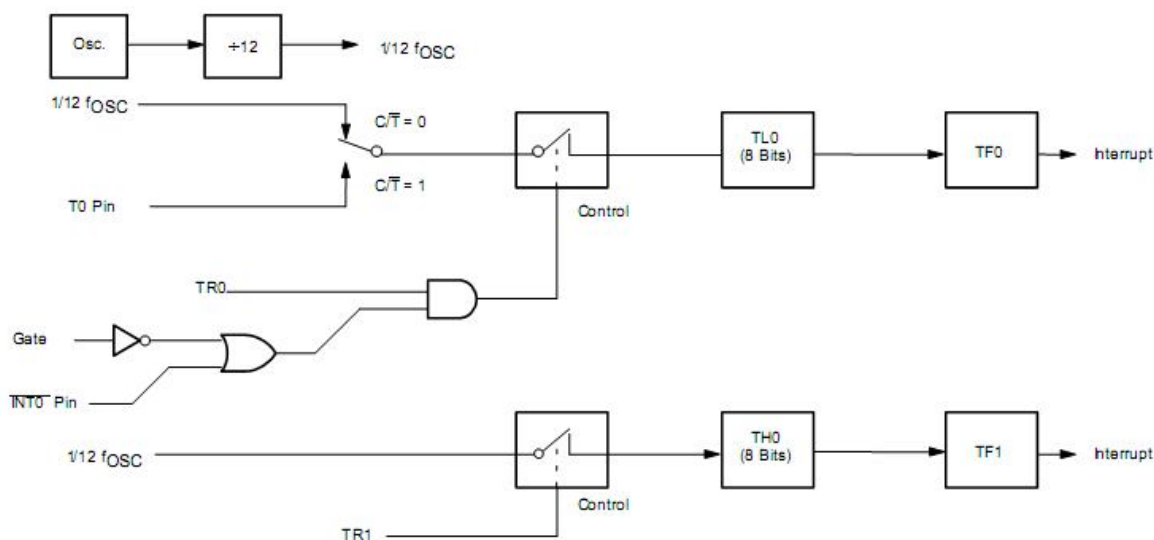 Osc.
÷12
1/12 fOSC
1/12 fOSC
C/T̅ = 0
TL0
(8 Bits)
TF0
Interrupt
C/T̅ = 1
T0 Pin
Control
TR0
Gate
I̅N̅T̅0̅ Pin
1/12 fOSC
TH0
(8 Bits)
TF1
Interrupt
Control
TR1